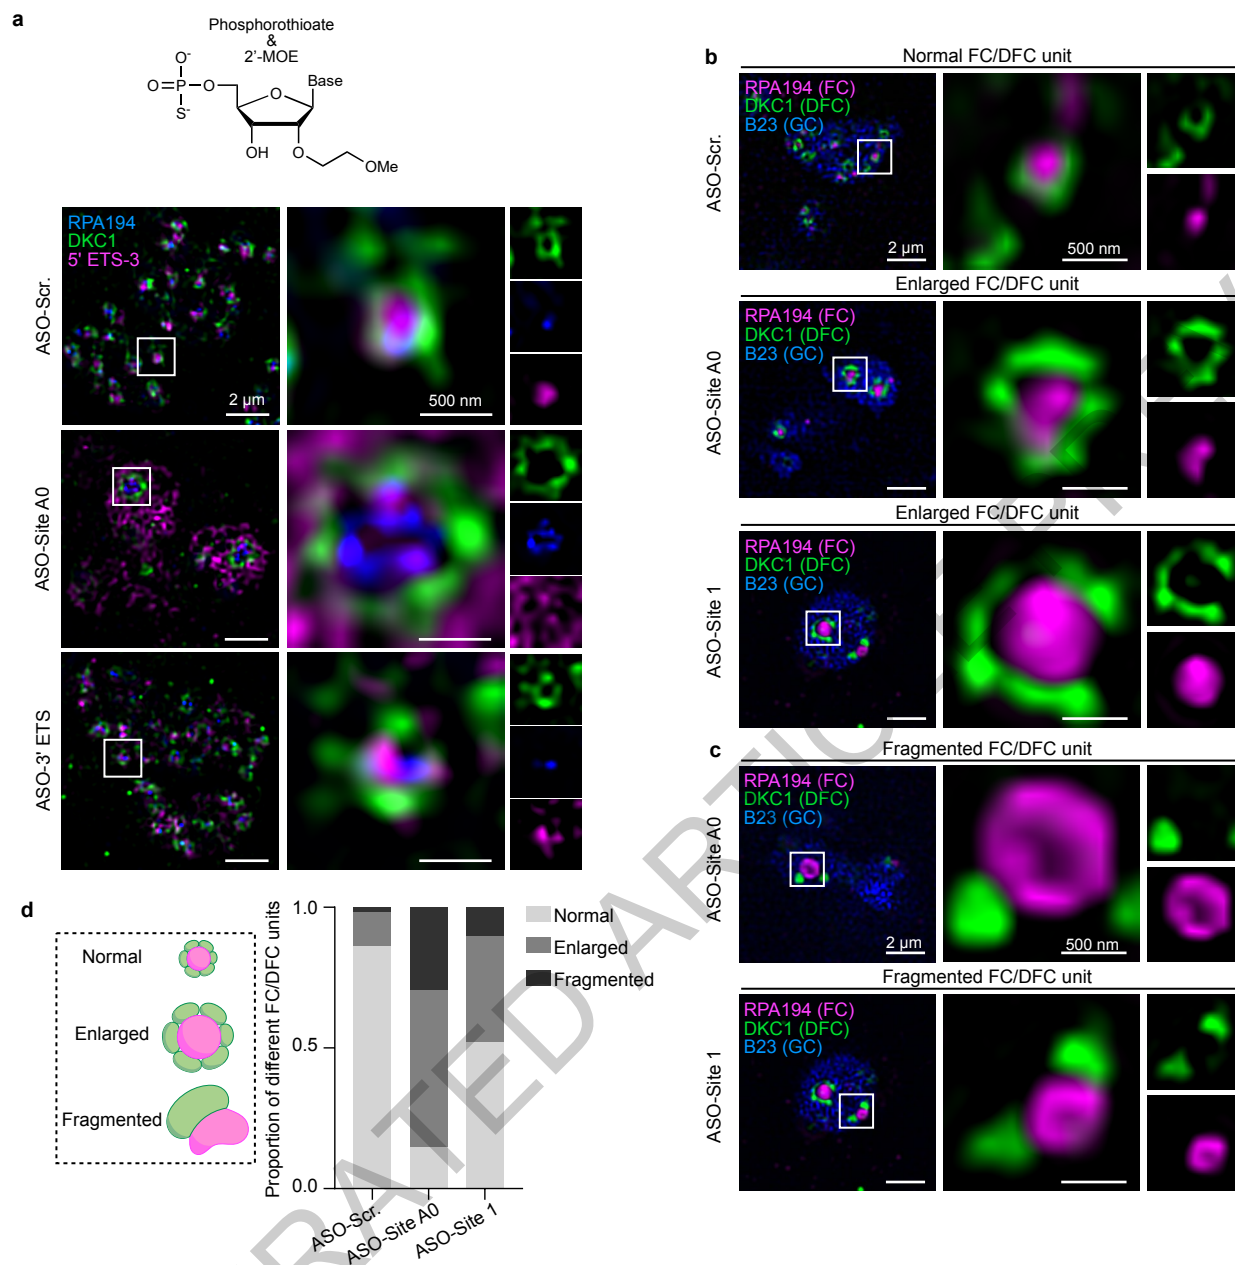 a
Phosphorothioate
&
2'-MOE
O-
O=P-O
S-
O
Base
OH
O
OMe
RPA194
DKC1
5' ETS-3
ASO-Scr.
2 µm
500 nm
ASO-Site A0
ASO-3' ETS
b
Normal FC/DFC unit
RPA194 (FC)
DKC1 (DFC)
B23 (GC)
ASO-Scr.
2 µm
500 nm
Enlarged FC/DFC unit
RPA194 (FC)
DKC1 (DFC)
B23 (GC)
ASO-Site A0
Enlarged FC/DFC unit
RPA194 (FC)
DKC1 (DFC)
B23 (GC)
ASO-Site 1
c
Fragmented FC/DFC unit
RPA194 (FC)
DKC1 (DFC)
B23 (GC)
ASO-Site A0
2 µm
500 nm
Fragmented FC/DFC unit
RPA194 (FC)
DKC1 (DFC)
B23 (GC)
ASO-Site 1
d
Normal
Enlarged
Fragmented
Proportion of different FC/DFC units
1.0
0.5
0.0
ASO-Scr.
ASO-Site A0
ASO-Site 1
Normal
Enlarged
Fragmented
RATED ARTIC